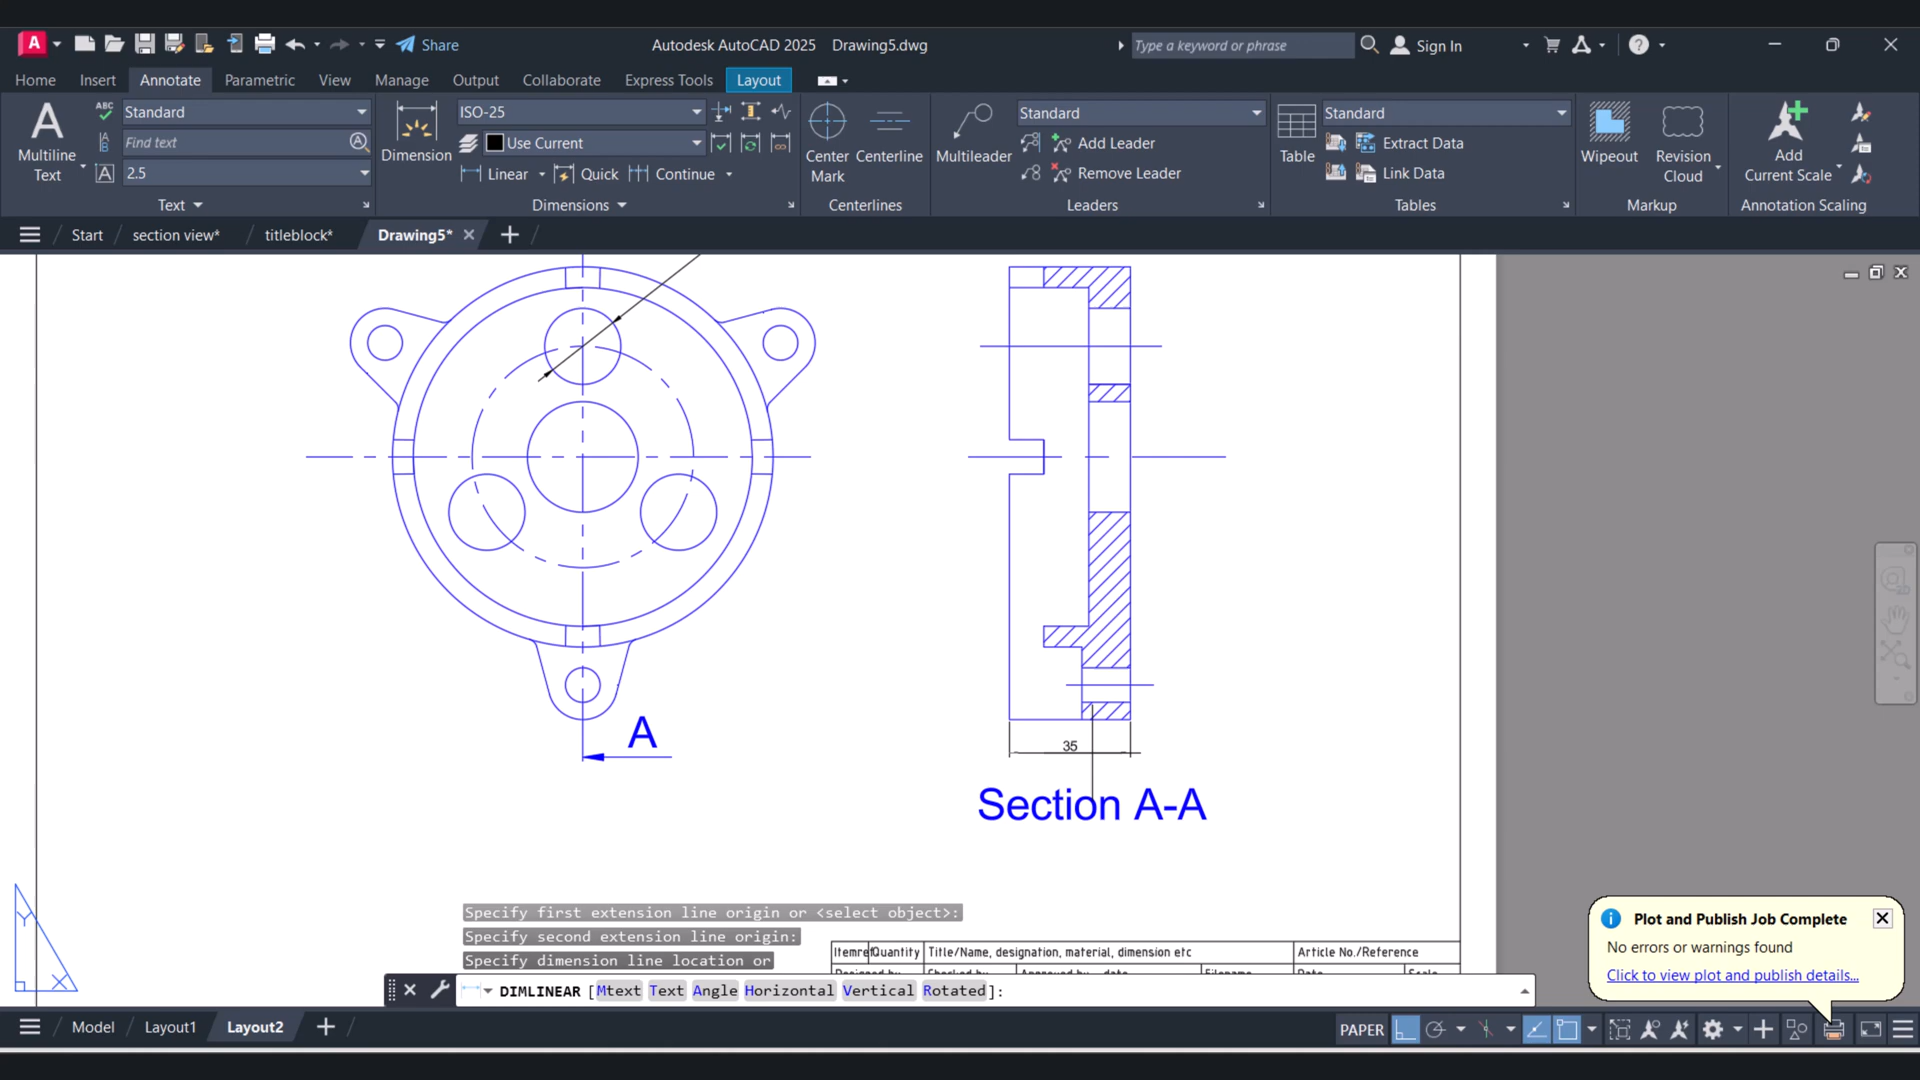 A Share Autodesk AutoCAD 2025 Drawing5.dwg Type a keyword or phrase Sign In ?
Home Insert Annotate Parametric View Manage Output Collaborate Express Tools Layout
A ABC Standard ISO-25 Standard Standard
Find text Use Current Add Leader Extract Data
Multiline Text Dimension Center Mark Centerline Multileader Table Wipeout Revision Cloud Add Current Scale
A 2.5 Linear Quick Continue Remove Leader Link Data
Text Dimensions Centerlines Leaders Tables Markup Annotation Scaling
Start section view* titleblock* Drawing5*
A
35
Section A-A
Y
X
Specify first extension line origin or <select object>:
Specify second extension line origin:
Specify dimension line location or
Quantity Title/Name, designation, material, dimension etc Article No./Reference
DIMLINEAR [Mtext Text Angle Horizontal Vertical Rotated]:
Plot and Publish Job Complete
No errors or warnings found
Click to view plot and publish details...
Model Layout1 Layout2 PAPER